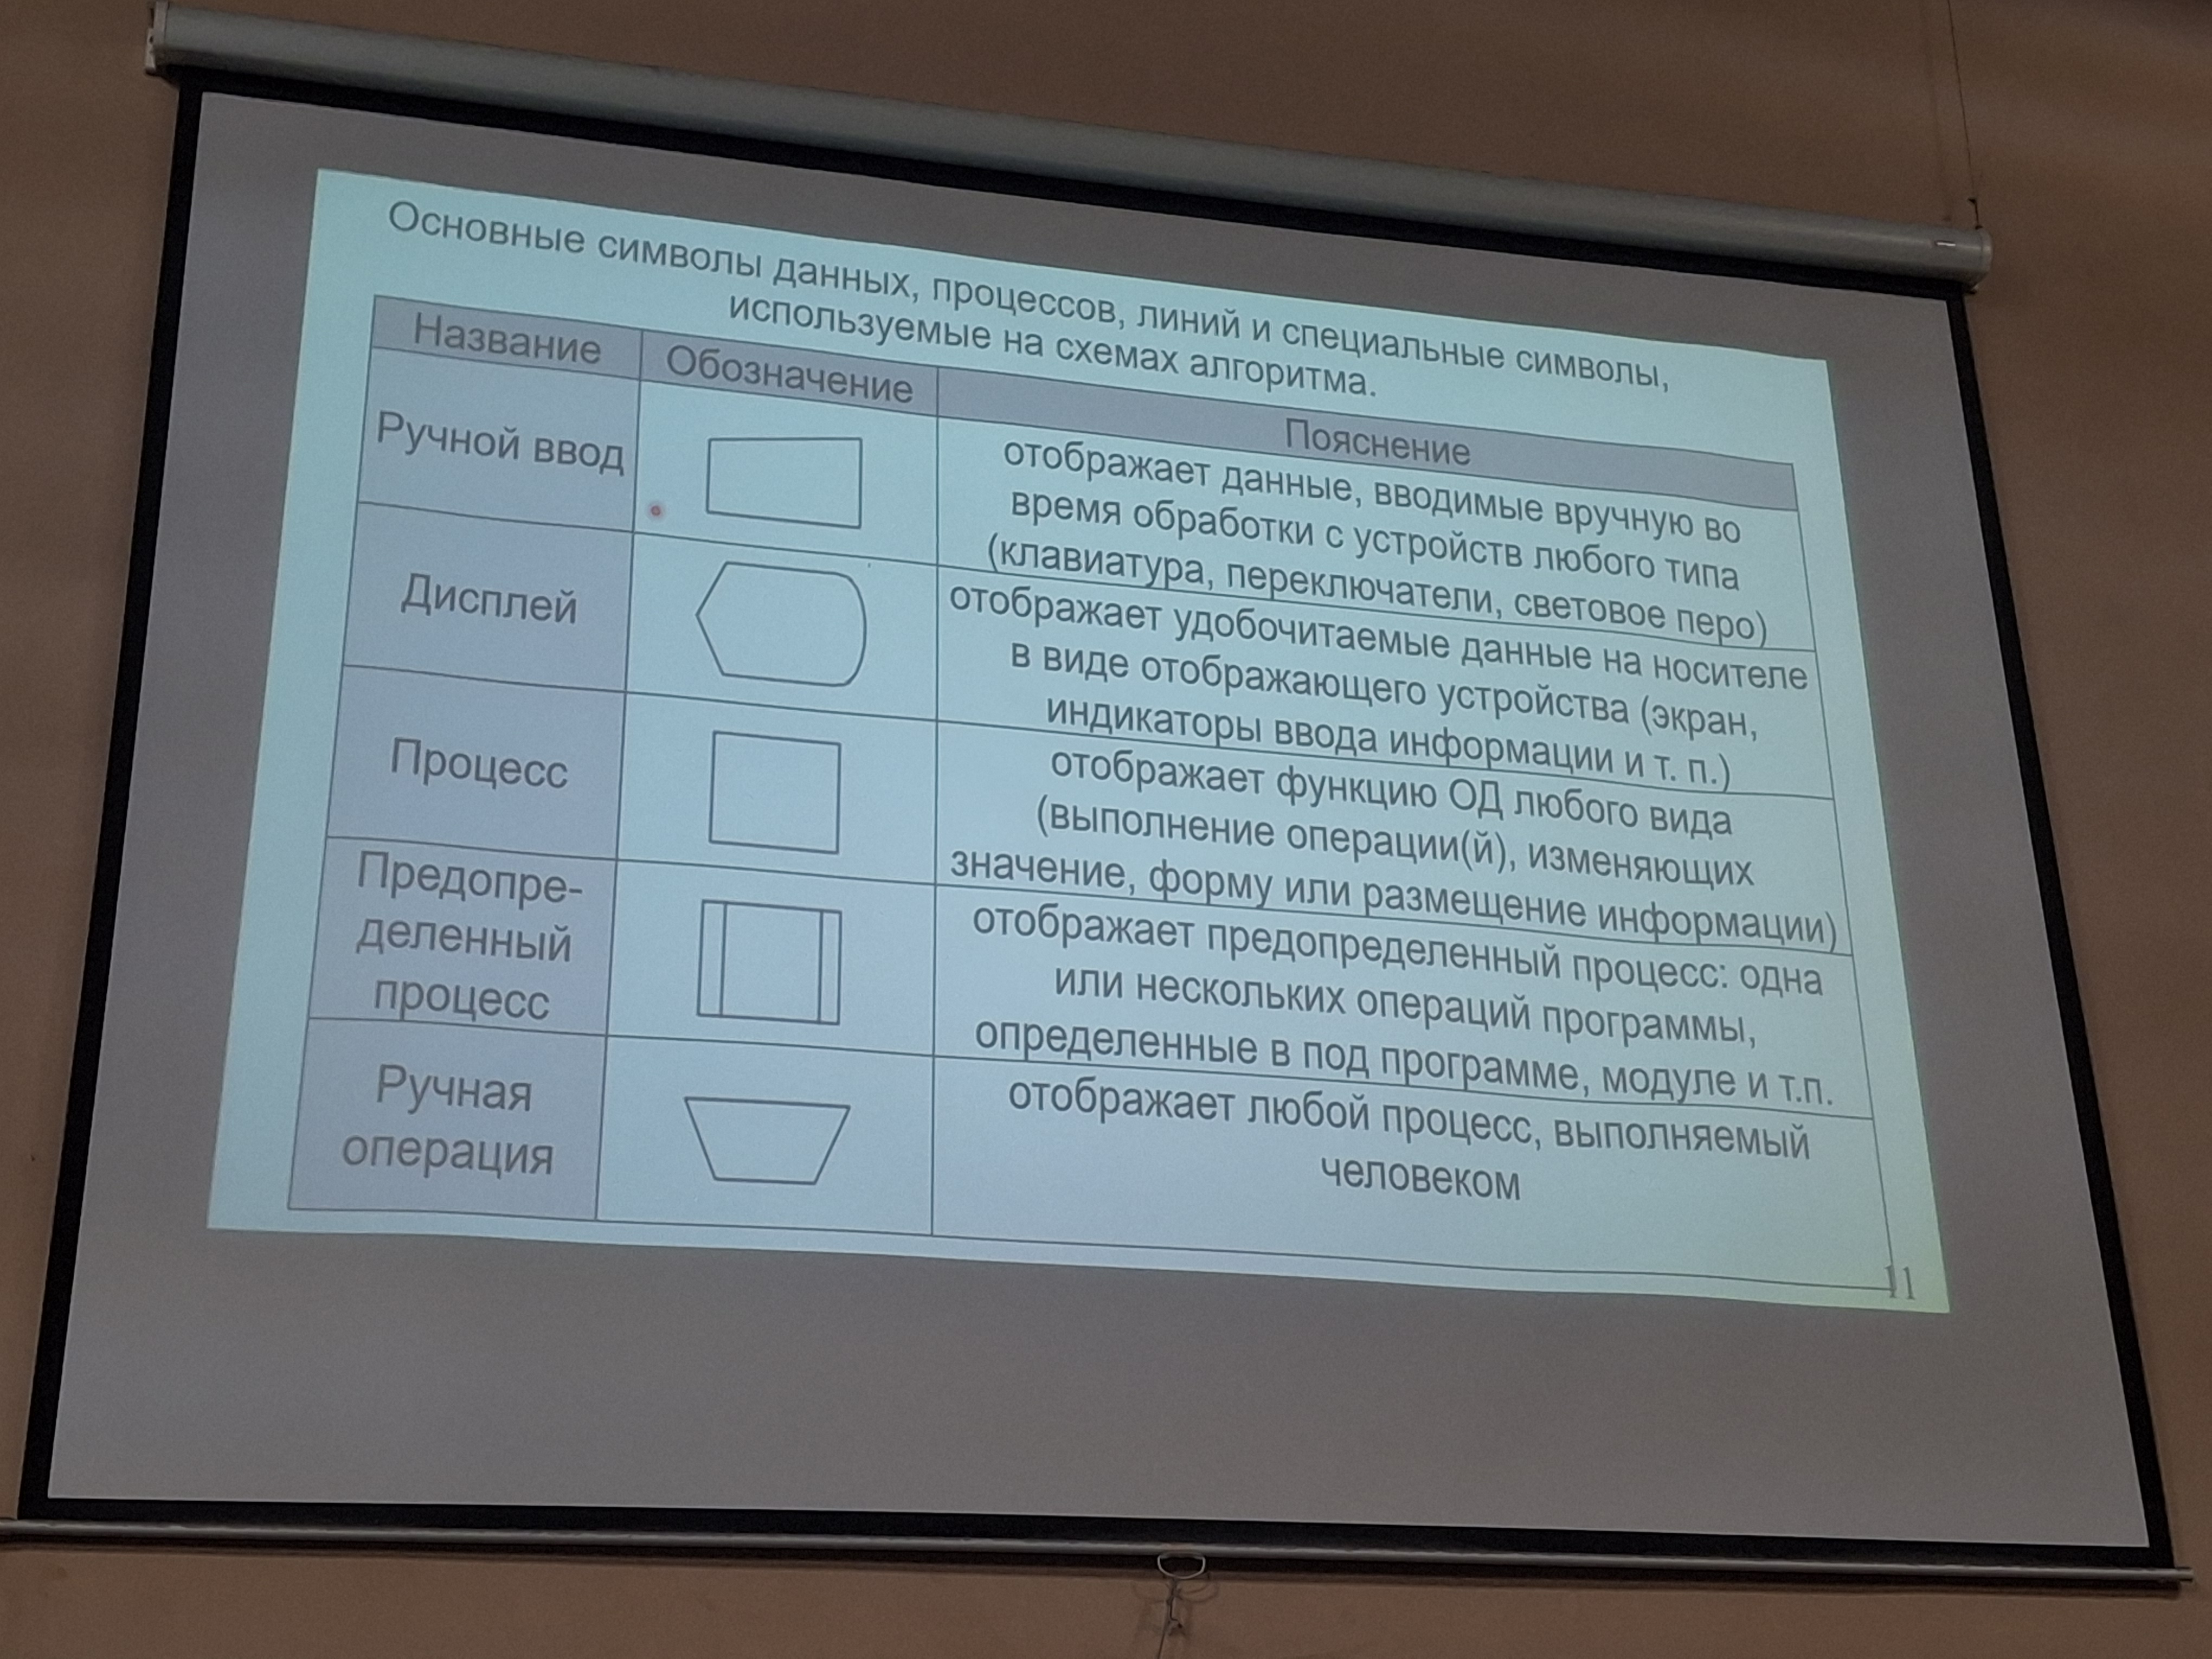 Основные символы данных, процессов, линий и специальные символы,
используемые на схемах алгоритма.
Название
Обозначение
Пояснение
Ручной ввод
отображает данные, вводимые вручную во
время обработки с устройств любого типа
(клавиатура, переключатели, световое перо)
Дисплей
отображает удобочитаемые данные на носителе
в виде отображающего устройства (экран,
индикаторы ввода информации и т. п.)
Процесс
отображает функцию ОД любого вида
(выполнение операции(й), изменяющих
значение, форму или размещение информации)
Предопре-
деленный
процесс
отображает предопределенный процесс: одна
или нескольких операций программы,
определенные в под программе, модуле и т.п.
Ручная
операция
отображает любой процесс, выполняемый
человеком
11